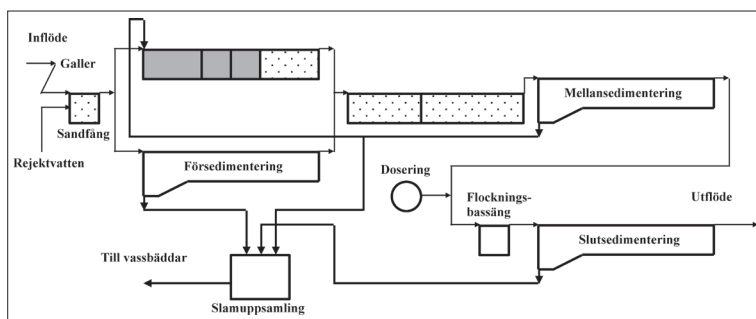 Inflöde
Galler
Sandfång
Rejektvatten
Försedimentering
Mellansedimentering
Dosering
Flocknings-
bassäng
Utflöde
Slutsedimentering
Till vassbäddar
Slamuppsamling